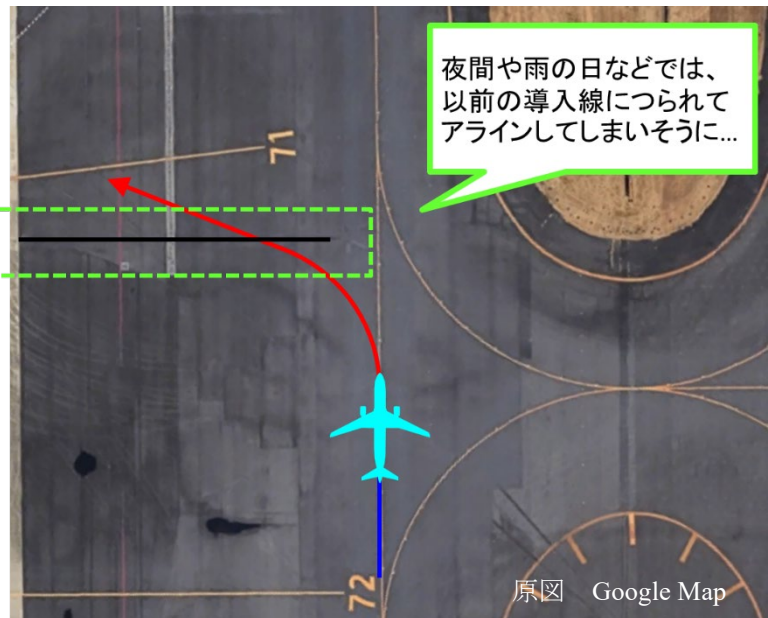 夜間や雨の日などでは、
以前の導入線につられて
アラインしてしまいそうに...
71
72
原図　Google Map